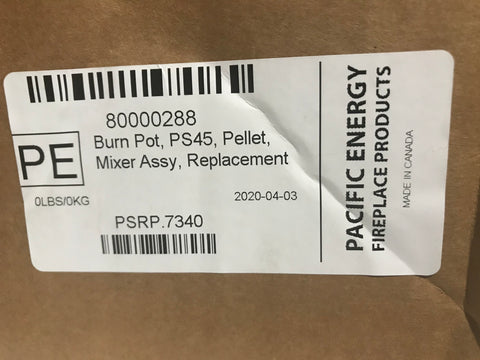 80000288
PE
Burn Pot, PS45, Pellet,
Mixer Assy, Replacement
0LBS/0KG
2020-04-03
PSRP.7340
PACIFIC ENERGY
FIREPLACE PRODUCTS
MADE IN CANADA